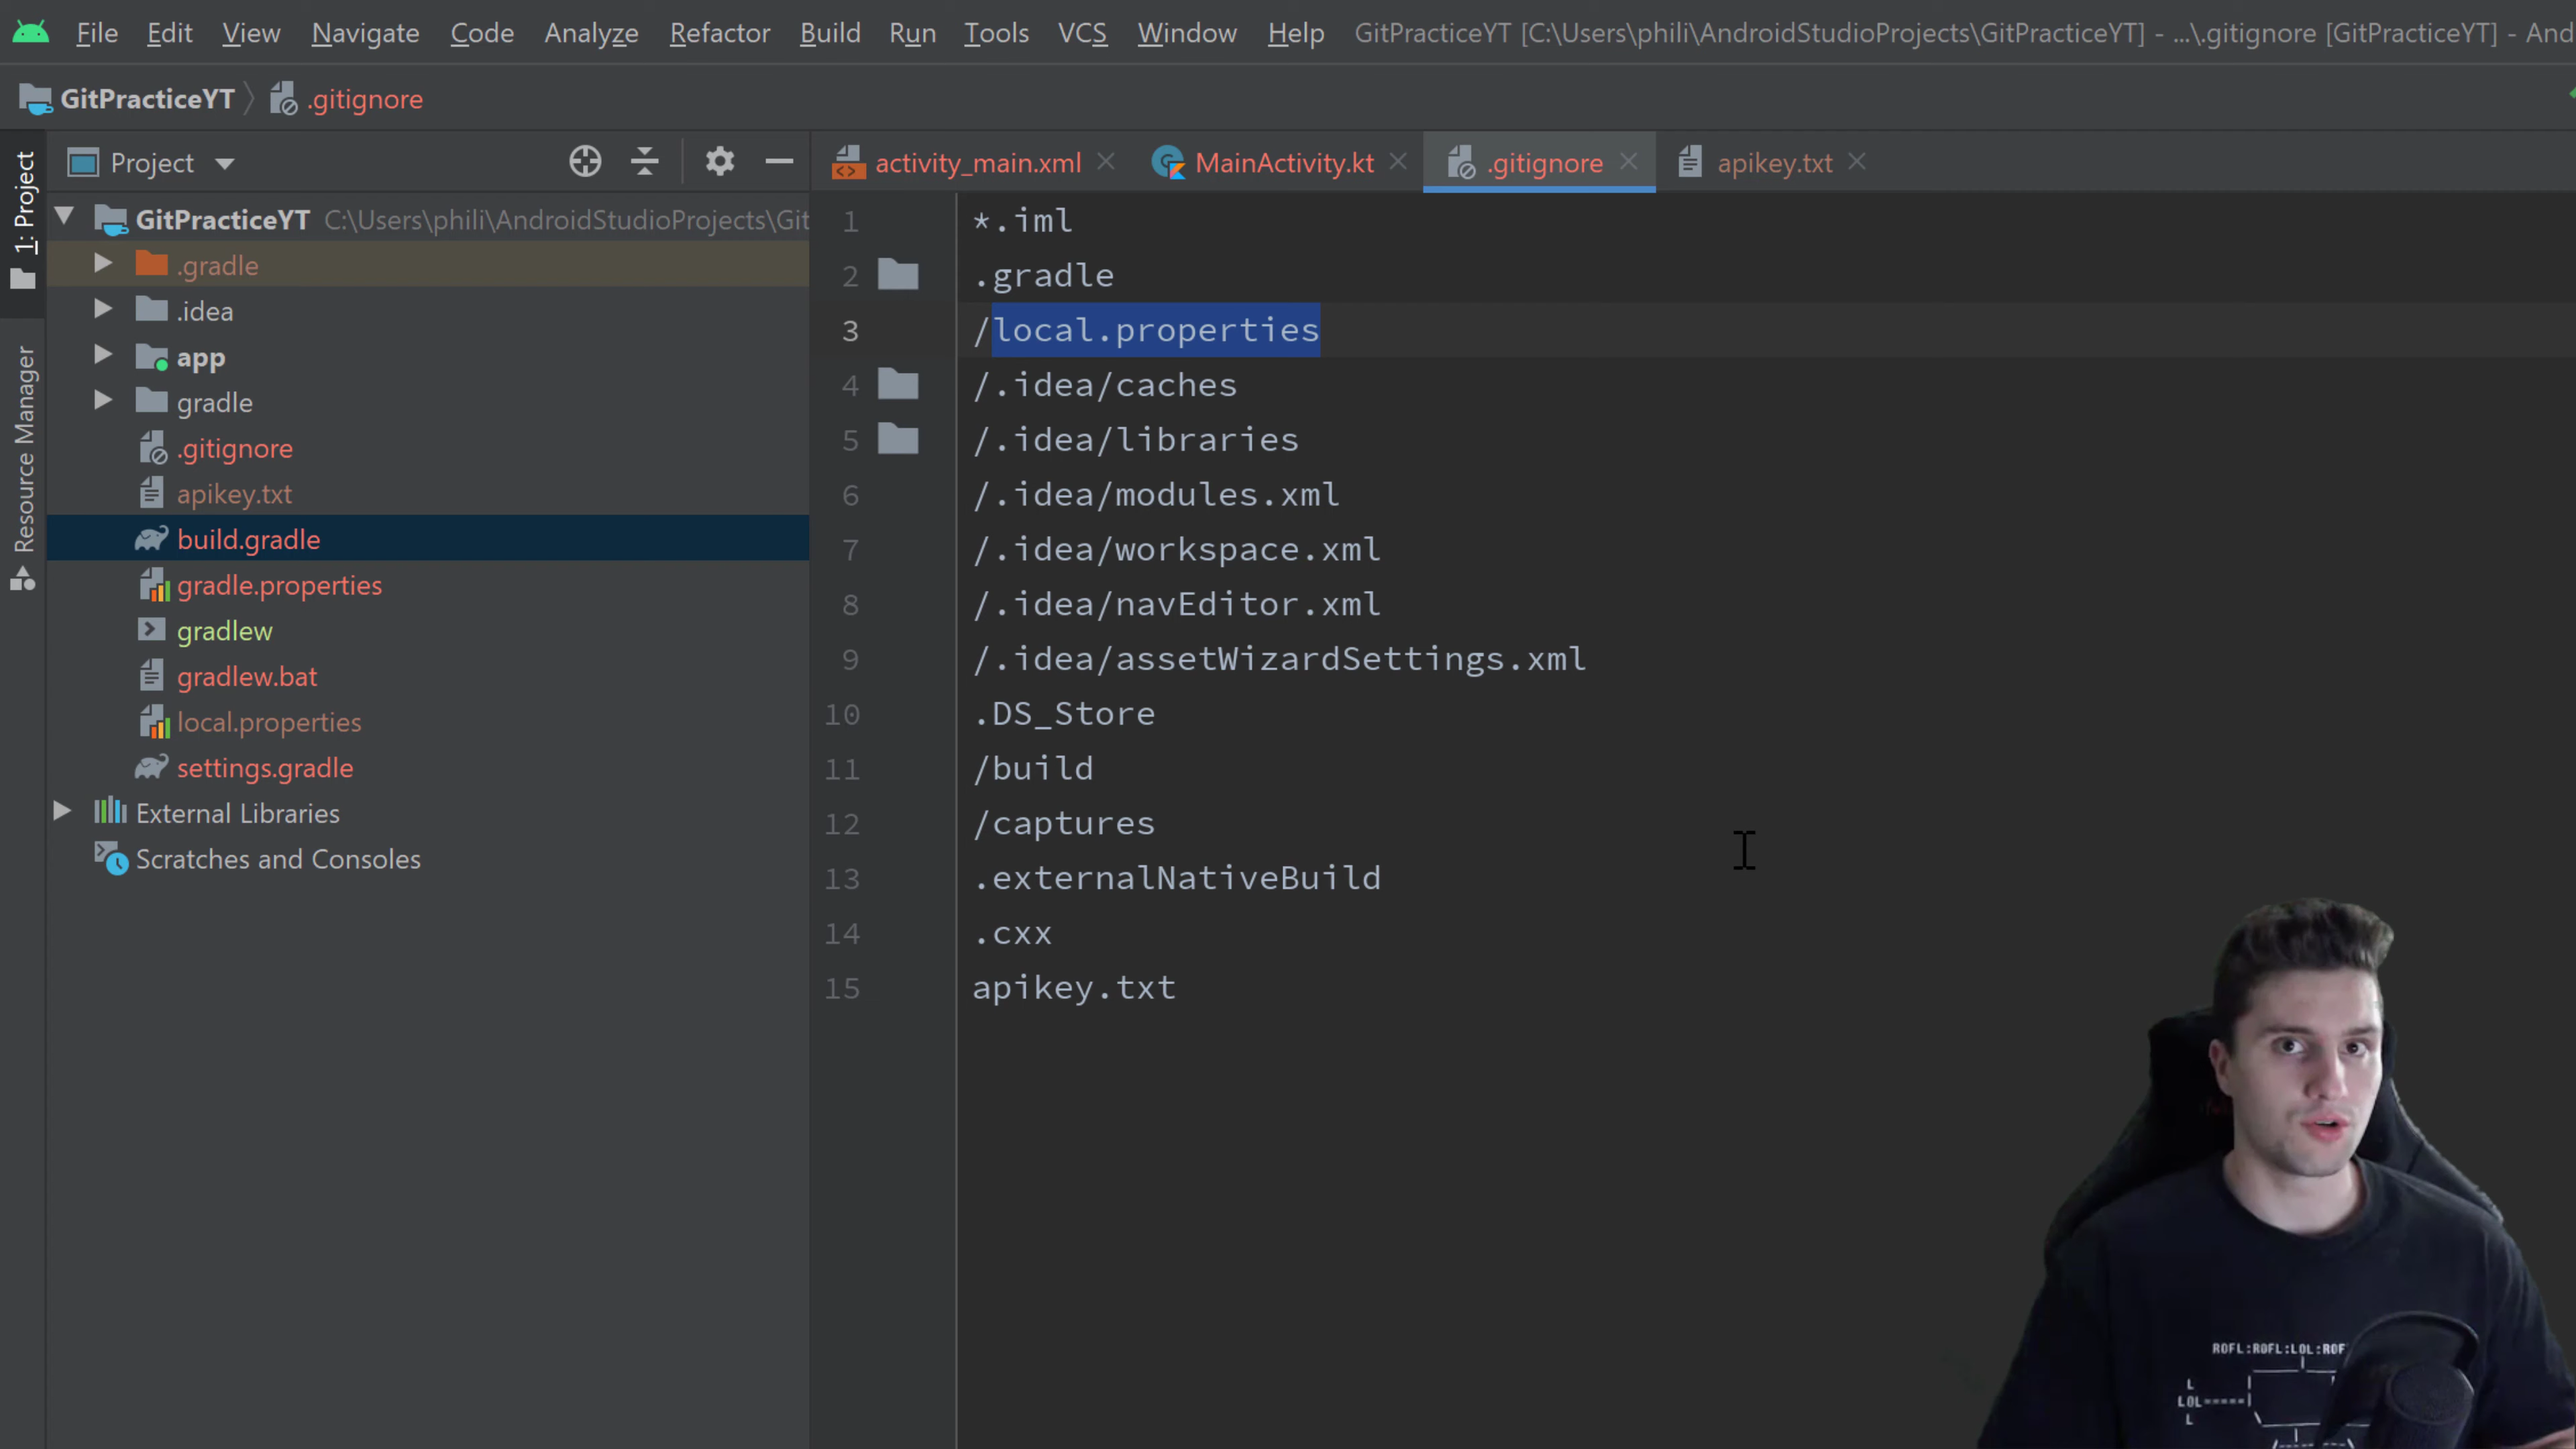 File Edit View Navigate Code Analyze Refactor Build Run Tools VCS Window Help GitPracticeYT [C:\Users\phili\AndroidStudioProjects\GitPracticeYT] - ...\.gitignore [GitPracticeYT] - And
GitPracticeYT .gitignore
1: Project
Resource Manager
Project
GitPracticeYT C:\Users\phili\AndroidStudioProjects\Git
.gradle
.idea
app
gradle
.gitignore
apikey.txt
build.gradle
gradle.properties
gradlew
gradlew.bat
local.properties
settings.gradle
External Libraries
Scratches and Consoles
activity_main.xml MainActivity.kt .gitignore apikey.txt
1 *.iml
2 .gradle
3 /local.properties
4 /.idea/caches
5 /.idea/libraries
6 /.idea/modules.xml
7 /.idea/workspace.xml
8 /.idea/navEditor.xml
9 /.idea/assetWizardSettings.xml
10 .DS_Store
11 /build
12 /captures
13 .externalNativeBuild
14 .cxx
15 apikey.txt
ROFL:ROFL:LOL:ROF
L
LOL
L